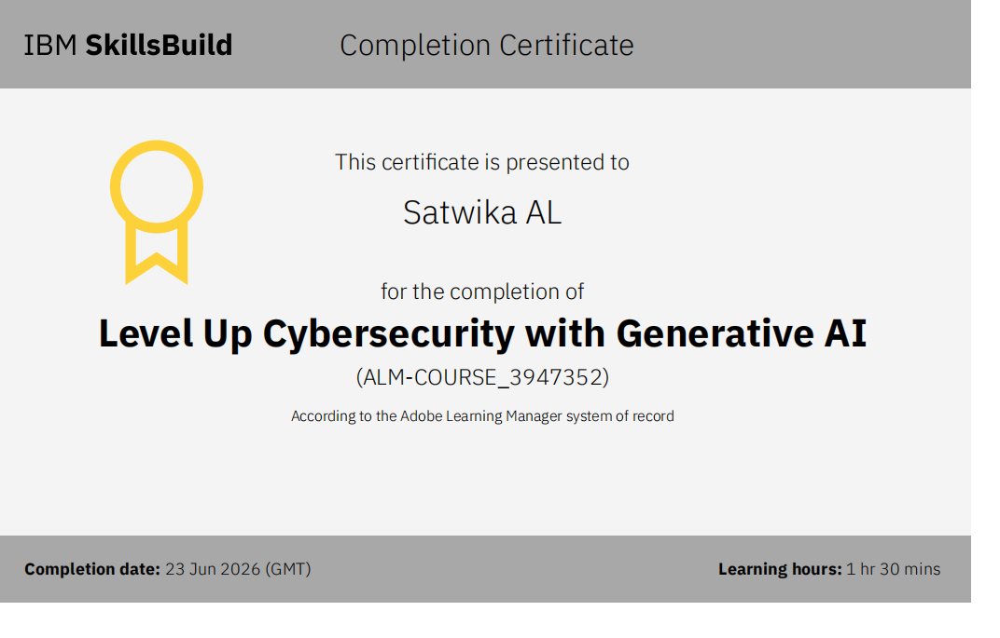 IBM SkillsBuild
Completion Certificate
This certificate is presented to
Satwika AL
for the completion of
Level Up Cybersecurity with Generative AI
(ALM-COURSE_3947352)
According to the Adobe Learning Manager system of record
Completion date: 23 Jun 2026 (GMT)
Learning hours: 1 hr 30 mins